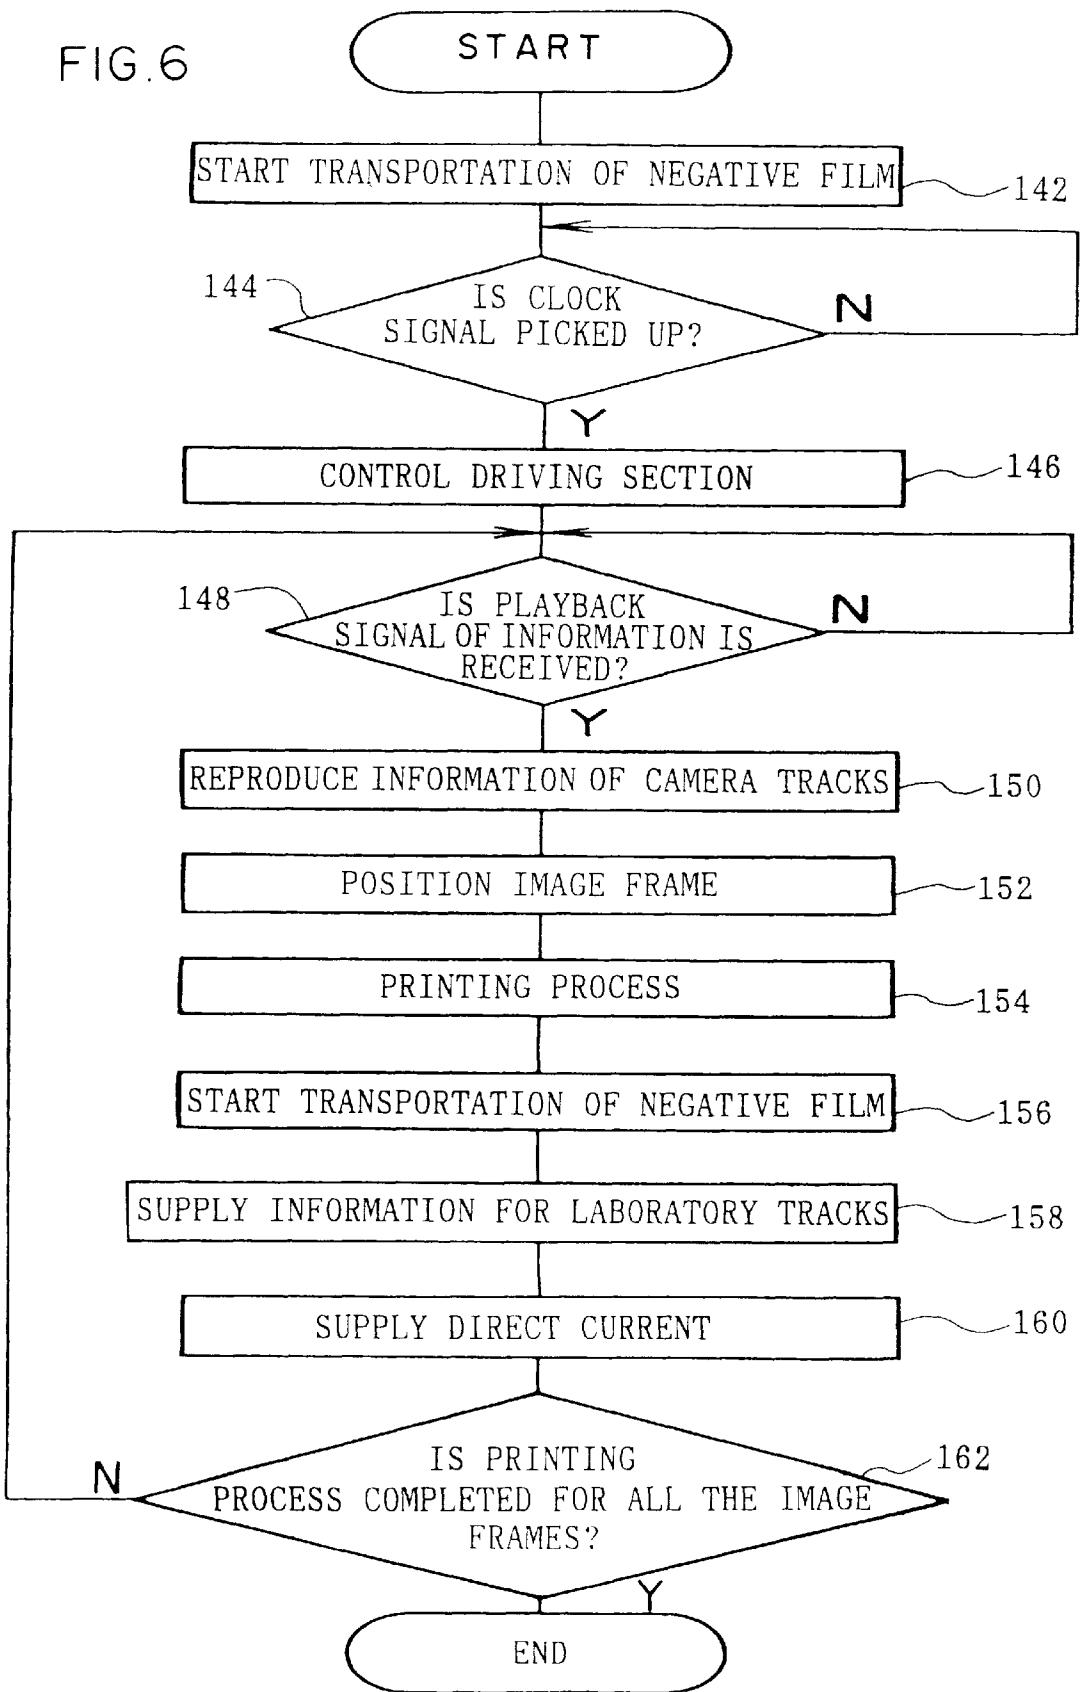 FIG.6
START
START TRANSPORTATION OF NEGATIVE FILM
142
144
IS CLOCK
SIGNAL PICKED UP?
N
Y
CONTROL DRIVING SECTION
146
148
IS PLAYBACK
SIGNAL OF INFORMATION IS
RECEIVED?
N
Y
REPRODUCE INFORMATION OF CAMERA TRACKS
150
POSITION IMAGE FRAME
152
PRINTING PROCESS
154
START TRANSPORTATION OF NEGATIVE FILM
156
SUPPLY INFORMATION FOR LABORATORY TRACKS
158
SUPPLY DIRECT CURRENT
160
162
N
IS PRINTING
PROCESS COMPLETED FOR ALL THE IMAGE
FRAMES?
Y
END